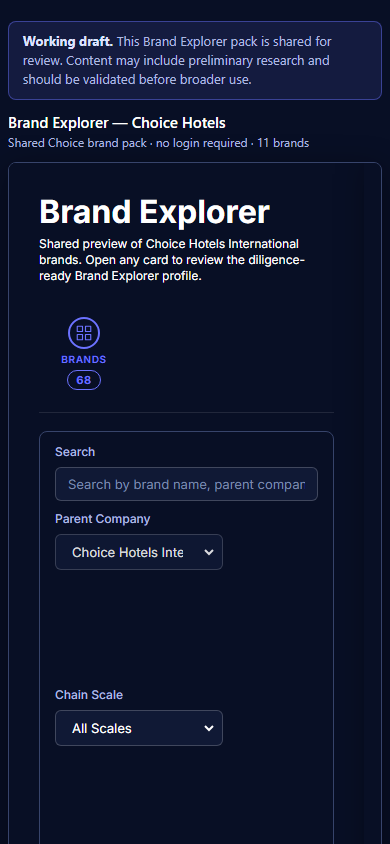 Working draft. This Brand Explorer pack is shared for
review. Content may include preliminary research and
should be validated before broader use.
Brand Explorer — Choice Hotels
Shared Choice brand pack · no login required · 11 brands
Brand Explorer
Shared preview of Choice Hotels International
brands. Open any card to review the diligence-
ready Brand Explorer profile.
BRANDS
68
Search
Search by brand name, parent compar
Parent Company
Choice Hotels Inte
Chain Scale
All Scales